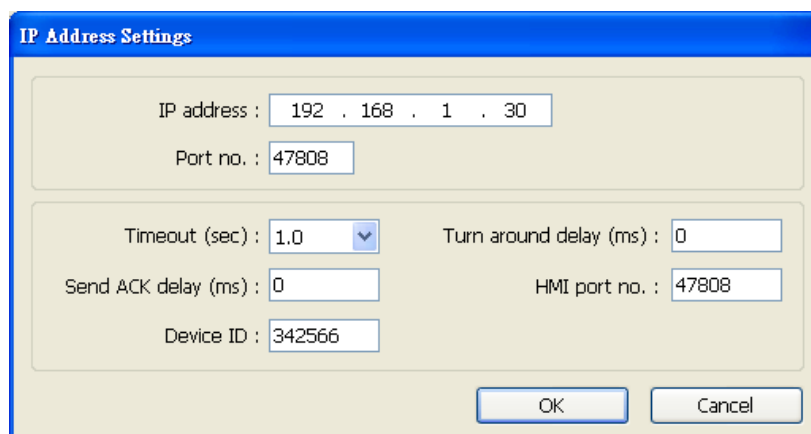 IP Address Settings
IP address : 192 . 168 . 1 . 30
Port no. : 47808
Timeout (sec) : 1.0 Turn around delay (ms) : 0
Send ACK delay (ms) : 0 HMI port no. : 47808
Device ID : 342566
OK Cancel